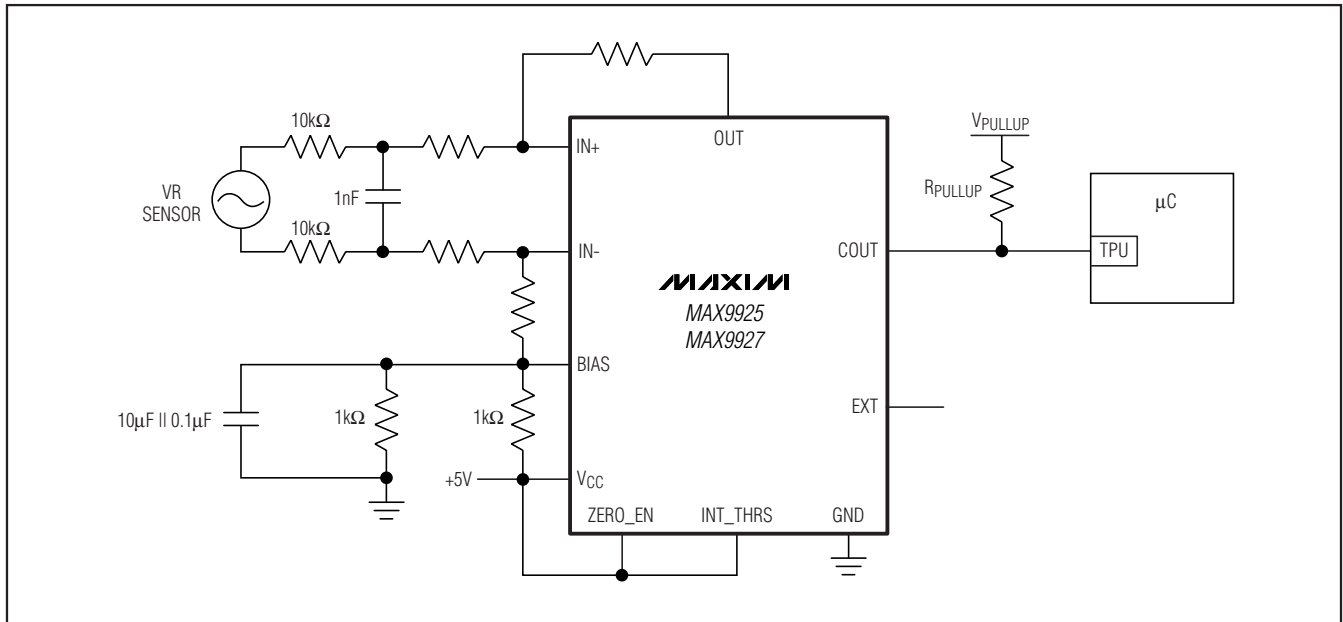 10kΩ
VR
SENSOR
1nF
10kΩ
IN+
OUT
IN-
MAXIM
MAX9925
MAX9927
COUT
VPULLUP
RPULLUP
µC
TPU
BIAS
EXT
10µF || 0.1µF
1kΩ
1kΩ
+5V
VCC
ZERO_EN
INT_THRS
GND